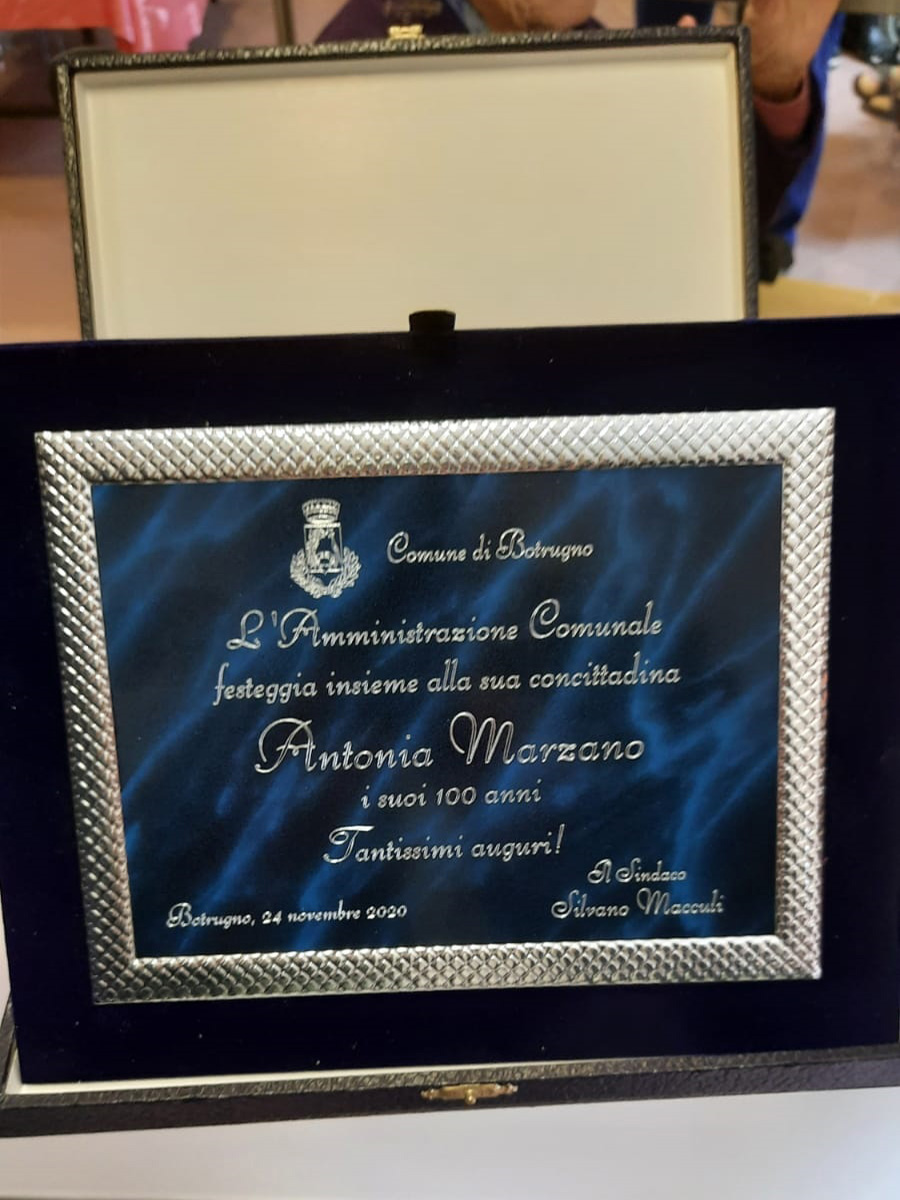 Comune di Botrugno
L'Amministrazione Comunale
festeggia insieme alla sua concittadina
Antonia Marzano
i suoi 100 anni
Tantissimi auguri!
Il Sindaco
Silvano Macculi
Botrugno, 24 novembre 2020